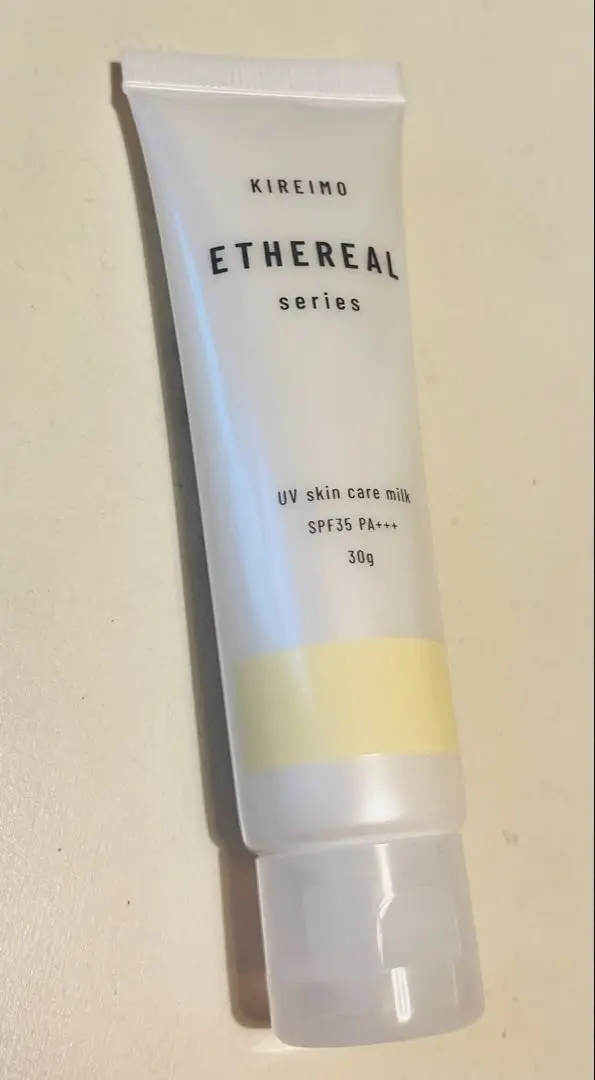 KIREIMO
ETHEREAL
series
UV skin care milk
SPF35 PA+++
30g